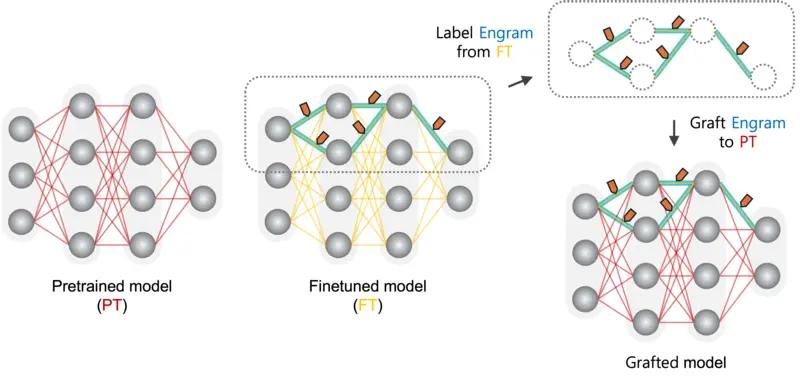 Label Engram
from FT
Graft Engram
to PT
Pretrained model
(PT)
Finetuned model
(FT)
Grafted model